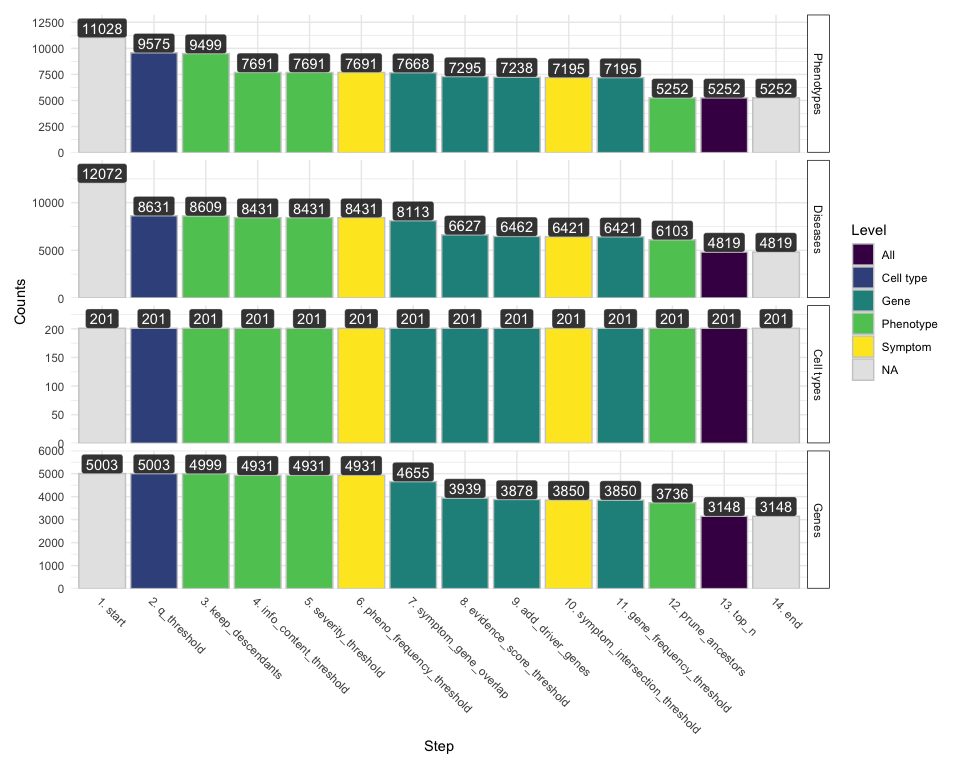 Counts
12500
10000
7500
5000
2500
0
11028 9575 9499 7691 7691 7691 7668 7295 7238 7195 7195 5252 5252 5252
Phenotypes
10000
5000
0
12072 8631 8609 8431 8431 8431 8113 6627 6462 6421 6421 6103 4819 4819
Diseases
200
150
100
50
0
201 201 201 201 201 201 201 201 201 201 201 201 201 201
Cell types
6000
5000
4000
3000
2000
1000
0
5003 5003 4999 4931 4931 4931 4655 3939 3878 3850 3850 3736 3148 3148
Genes
1. start
2. q_threshold
3. keep_descendants
4. info_content_threshold
5. severity_threshold
6. pheno_frequency_threshold
7. symptom_gene_overlap
8. evidence_score_threshold
9. add_driver_genes
10. symptom_intersection_threshold
11. gene_frequency_threshold
12. prune_ancestors
13. top_n
14. end
Step
Level
All
Cell type
Gene
Phenotype
Symptom
NA